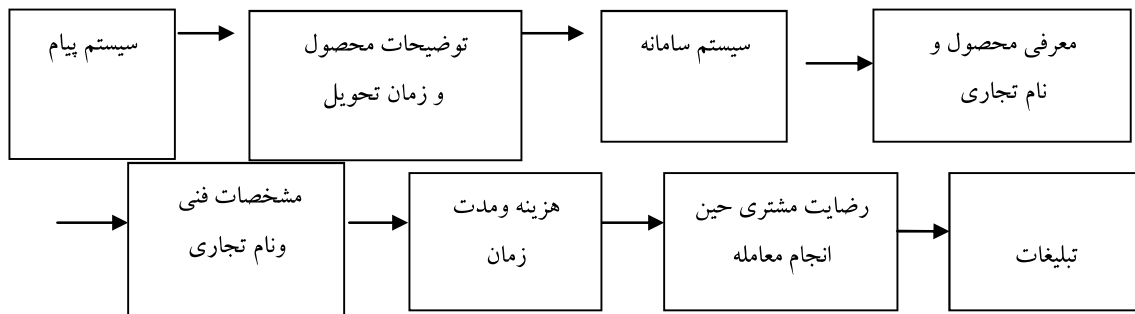 سیستم پیام
توضیحات محصول
و زمان تحویل
سیستم سامانه
معرفی محصول و
نام تجاری
مشخصات فنی
ونام تجاری
هزینه ومدت
زمان
رضایت مشتری حین
انجام معامله
تبلیغات